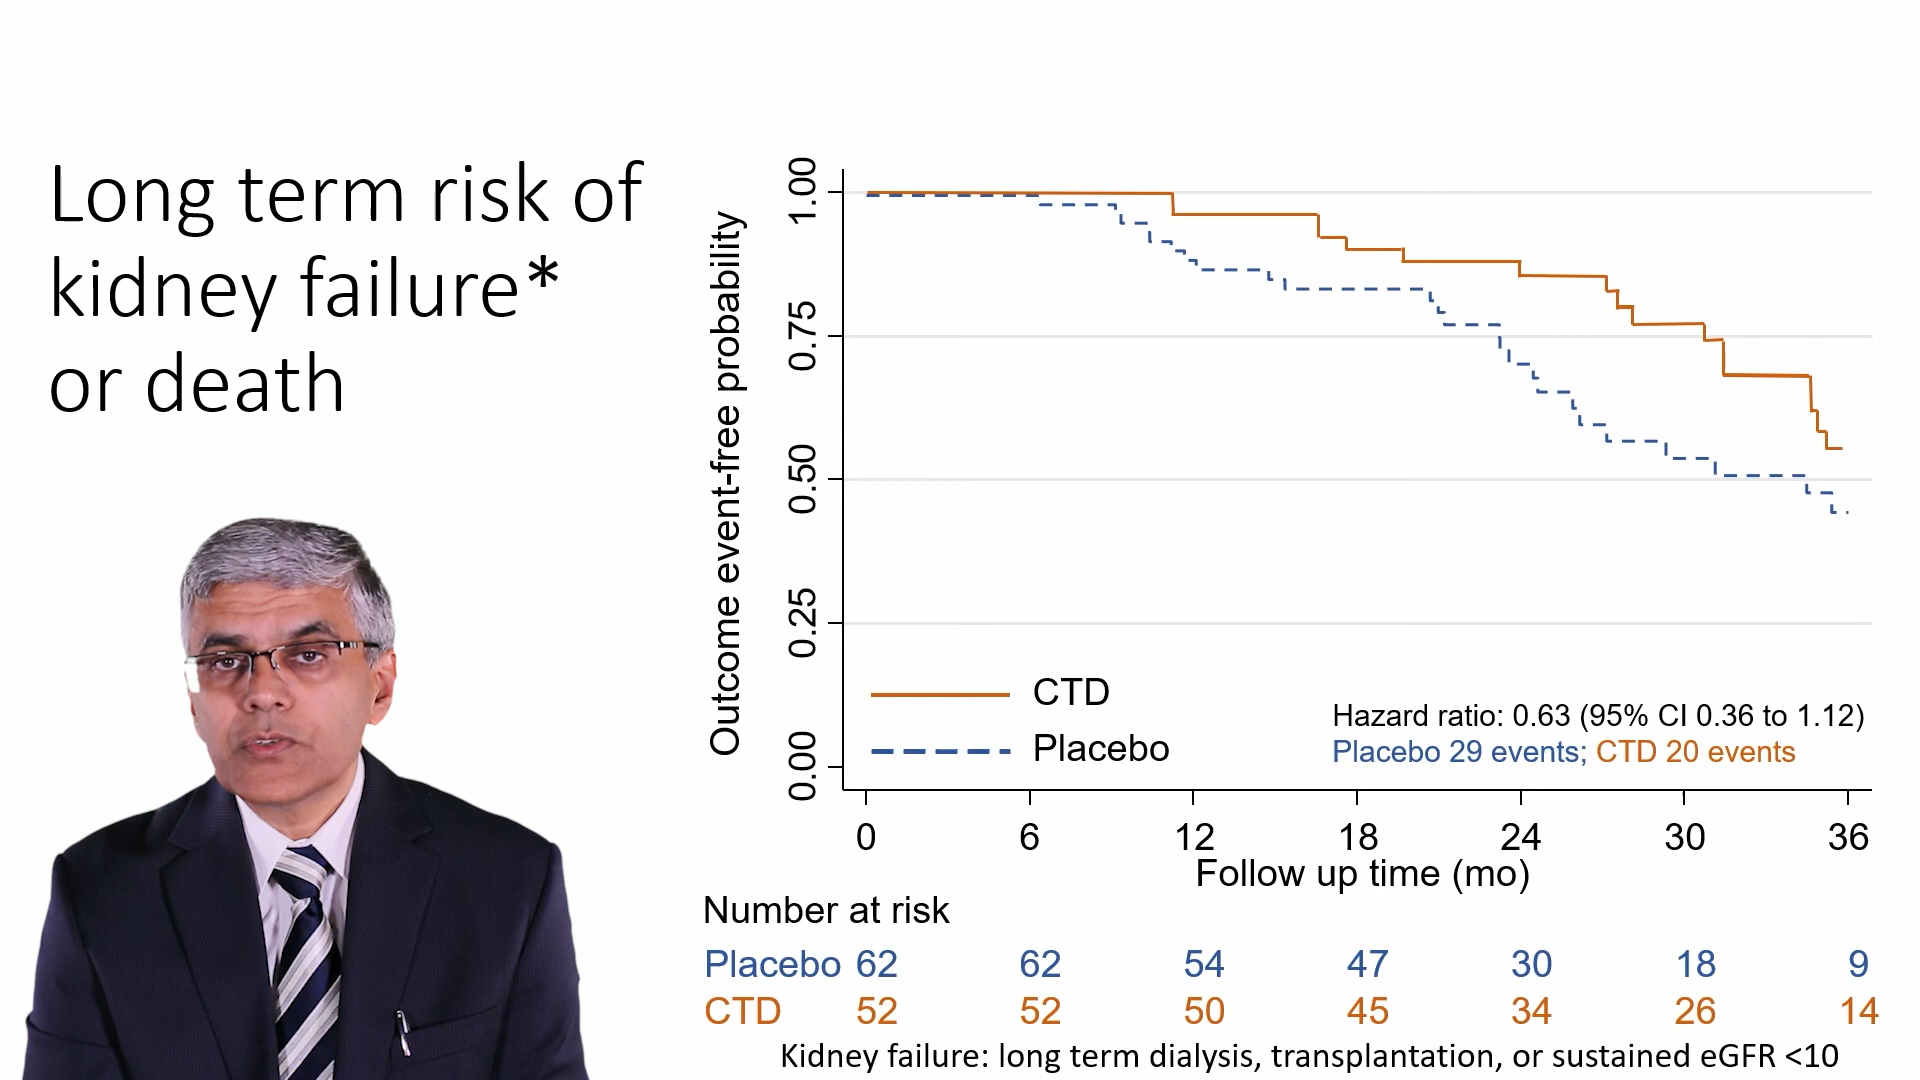 Long term risk of
kidney failure*
or death
Outcome event-free probability
1.00
0.75
0.50
0.25
0.00
CTD
Placebo
Hazard ratio: 0.63 (95% CI 0.36 to 1.12)
Placebo 29 events; CTD 20 events
0 6 12 18 24 30 36
Follow up time (mo)
Number at risk
Placebo 62 62 54 47 30 18 9
CTD 52 52 50 45 34 26 14
Kidney failure: long term dialysis, transplantation, or sustained eGFR <10